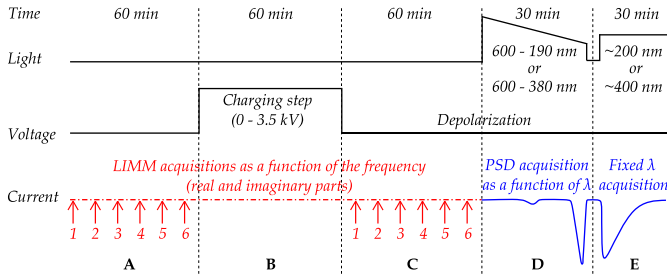 Time 60 min 60 min 60 min 30 min 30 min
Light
600 - 190 nm
or
600 - 380 nm
~200 nm
or
~400 nm
Charging step
(0 - 3.5 kV)
Voltage
Depolarization
LIMM acquisitions as a function of the frequency
(real and imaginary parts)
PSD acquisition
as a function of λ
Fixed λ
acquisition
Current
1 2 3 4 5 6 1 2 3 4 5 6
A B C D E